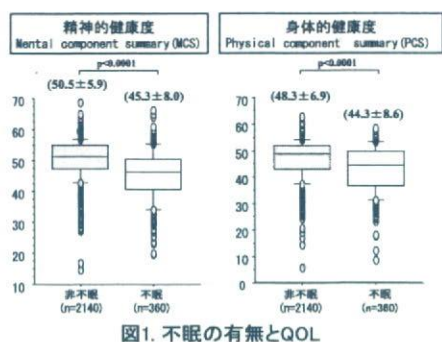 精神的健康度
Mental component summary(MCS)
身体的健康度
Physical component summary(PCS)
p<0.0001
(50.5±5.9)
(45.3±8.0)
p<0.0001
(48.3±6.9)
(44.3±8.6)
70
60
50
40
30
20
10
70
60
50
40
30
20
10
0
非不眠
(n=2140)
不眠
(n=360)
非不眠
(n=2140)
不眠
(n=360)
図1. 不眠の有無とQOL